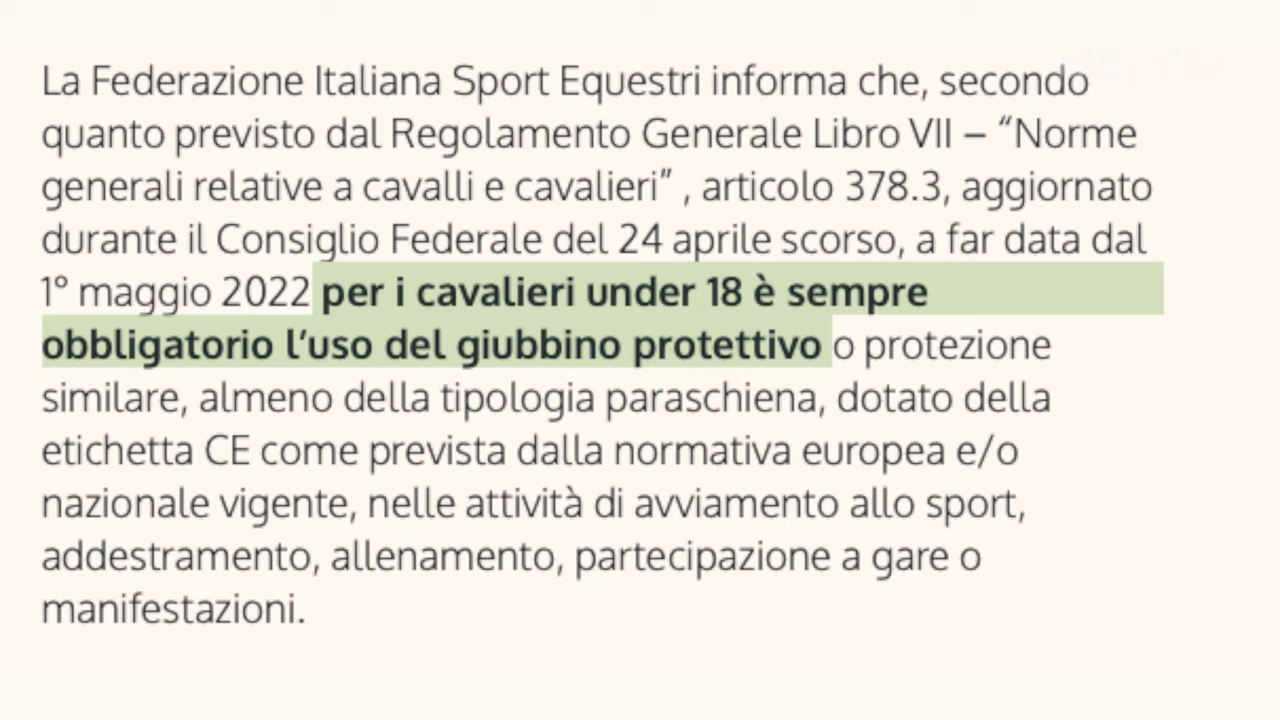 La Federazione Italiana Sport Equestri informa che, secondo
quanto previsto dal Regolamento Generale Libro VII – “Norme
generali relative a cavalli e cavalieri” , articolo 378.3, aggiornato
durante il Consiglio Federale del 24 aprile scorso, a far data dal
1° maggio 2022 per i cavalieri under 18 è sempre
obbligatorio l’uso del giubbino protettivo o protezione
similare, almeno della tipologia paraschiena, dotato della
etichetta CE come prevista dalla normativa europea e/o
nazionale vigente, nelle attività di avviamento allo sport,
addestramento, allenamento, partecipazione a gare o
manifestazioni.